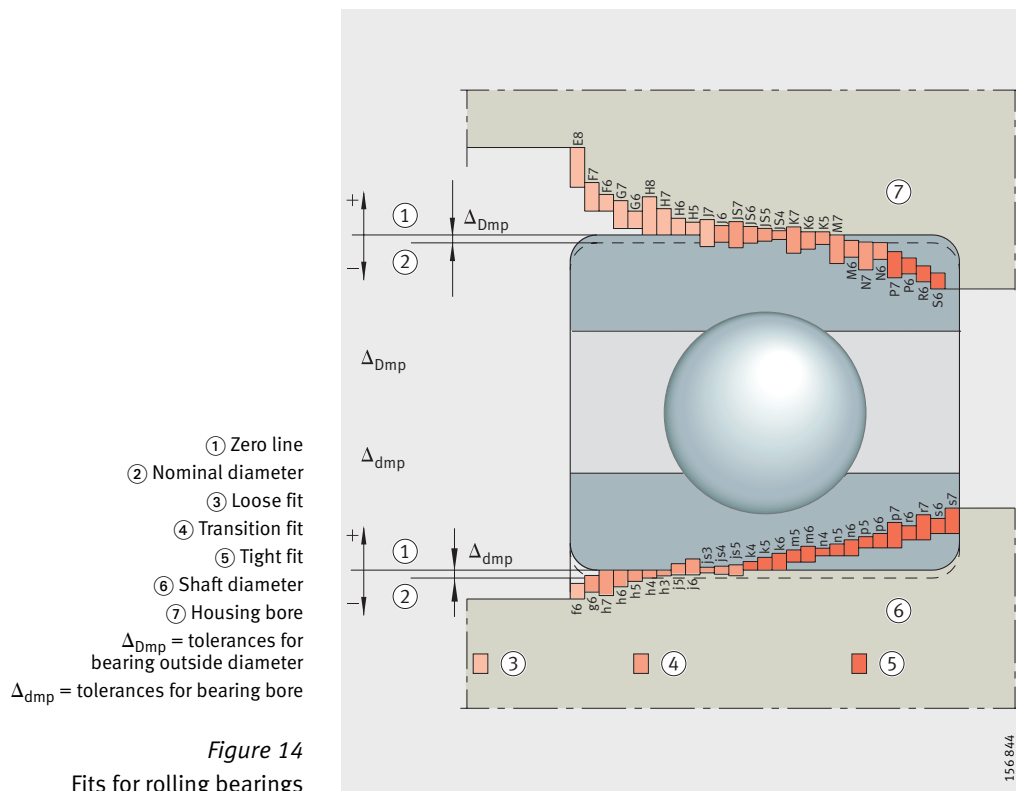 E8
F7
F6
G7
G6
H8
H7
H6
H5
J7
J6
JS7
JS6
JS5
JS4
K7
K6
K5
M7
M6
N7
N6
P7
P6
R6
S6
7
+
−
1
2
ΔDmp
ΔDmp
Δdmp
+
−
1
2
Δdmp
f6
g6
h7
h6
h5
h4
h3
j5
j6
js3
js4
js5
k4
k5
k6
m5
m6
n4
n5
n6
p5
p6
p7
r6
r7
s6
s7
6
3
4
5
① Zero line
② Nominal diameter
③ Loose fit
④ Transition fit
⑤ Tight fit
⑥ Shaft diameter
⑦ Housing bore
ΔDmp = tolerances for
bearing outside diameter
Δdmp = tolerances for bearing bore
Figure 14
Fits for rolling bearings
156 844